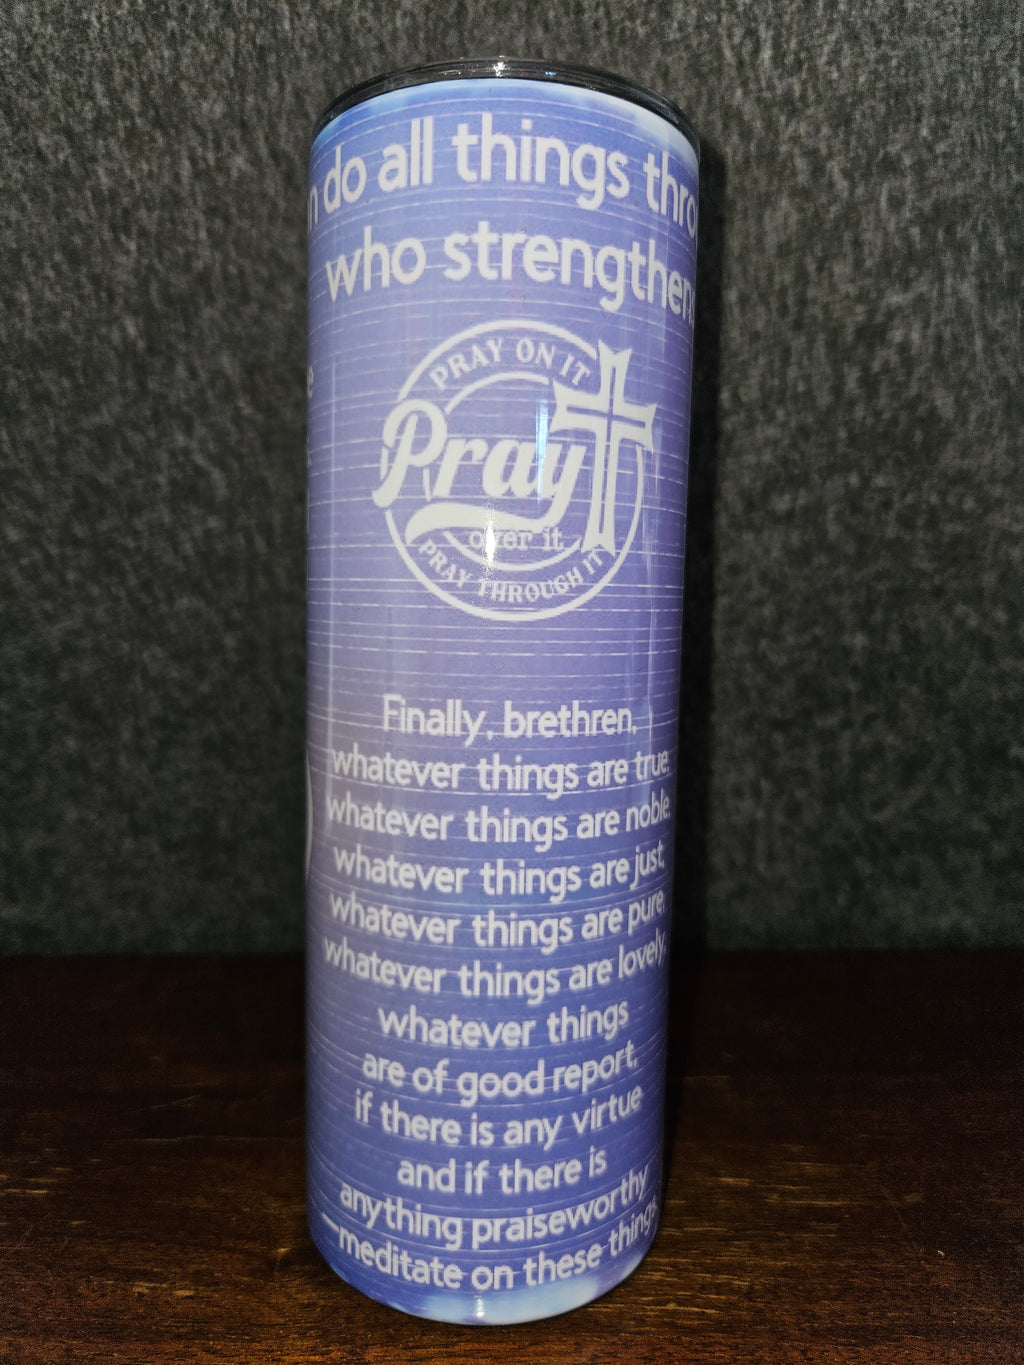 n do all things thro
who strengthen
PRAY ON IT
Pray
over it
PRAY THROUGH IT
Finally, brethren,
whatever things are true,
whatever things are noble,
whatever things are just,
whatever things are pure,
whatever things are lovely,
whatever things
are of good report,
if there is any virtue
and if there is
anything praiseworthy
—meditate on these things